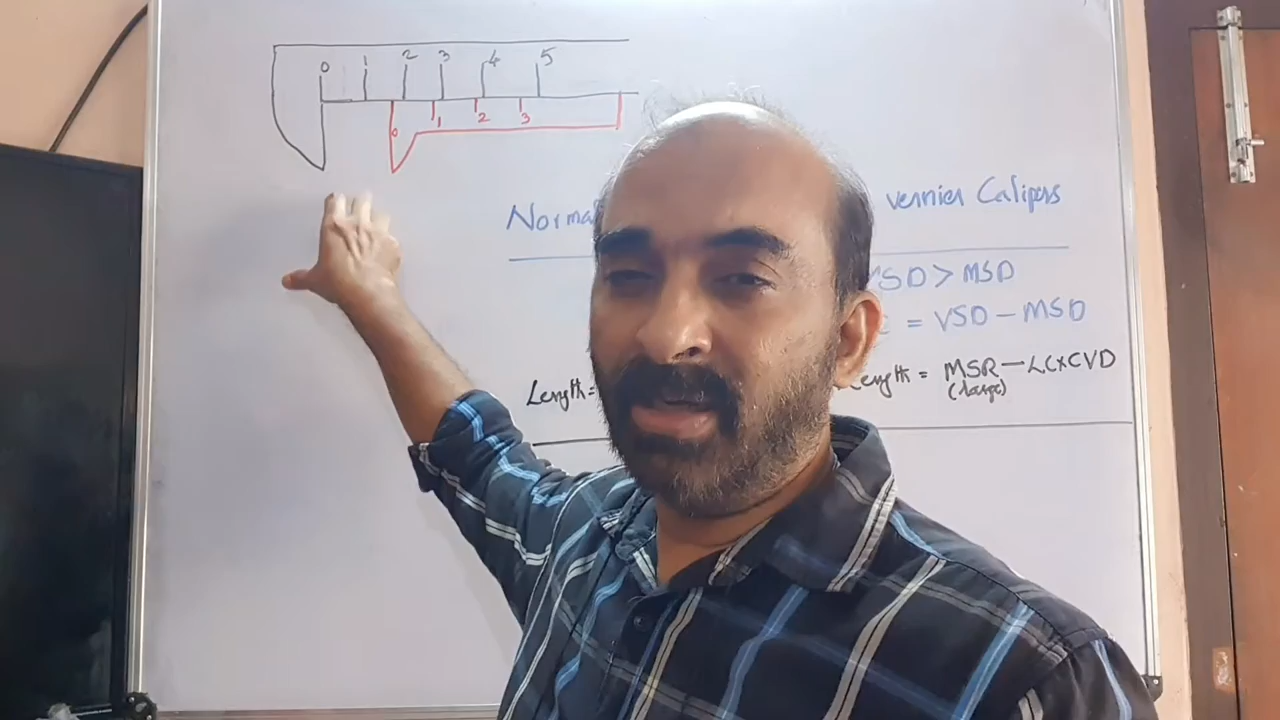 0 1 2 3 4 5
0 1 2 3
vernier Calipers
VSD > MSD
= VSD - MSD
Length = Length = MSR - LC×CVD
(large)